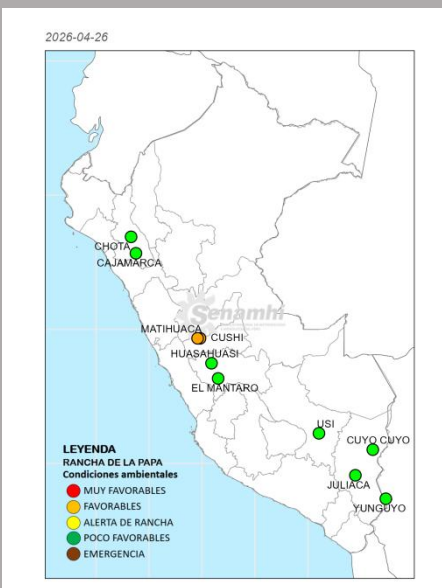 2026-04-26
CHOTA
CAJAMARCA
Senamhi
MATIHUACA
CUSHI
HUASAHUASI
EL MANTARO
USI
CUYO CUYO
JULIACA
YUNGUYO
LEYENDA
RANCHA DE LA PAPA
Condiciones ambientales
MUY FAVORABLES
FAVORABLES
ALERTA DE RANCHA
POCO FAVORABLES
EMERGENCIA